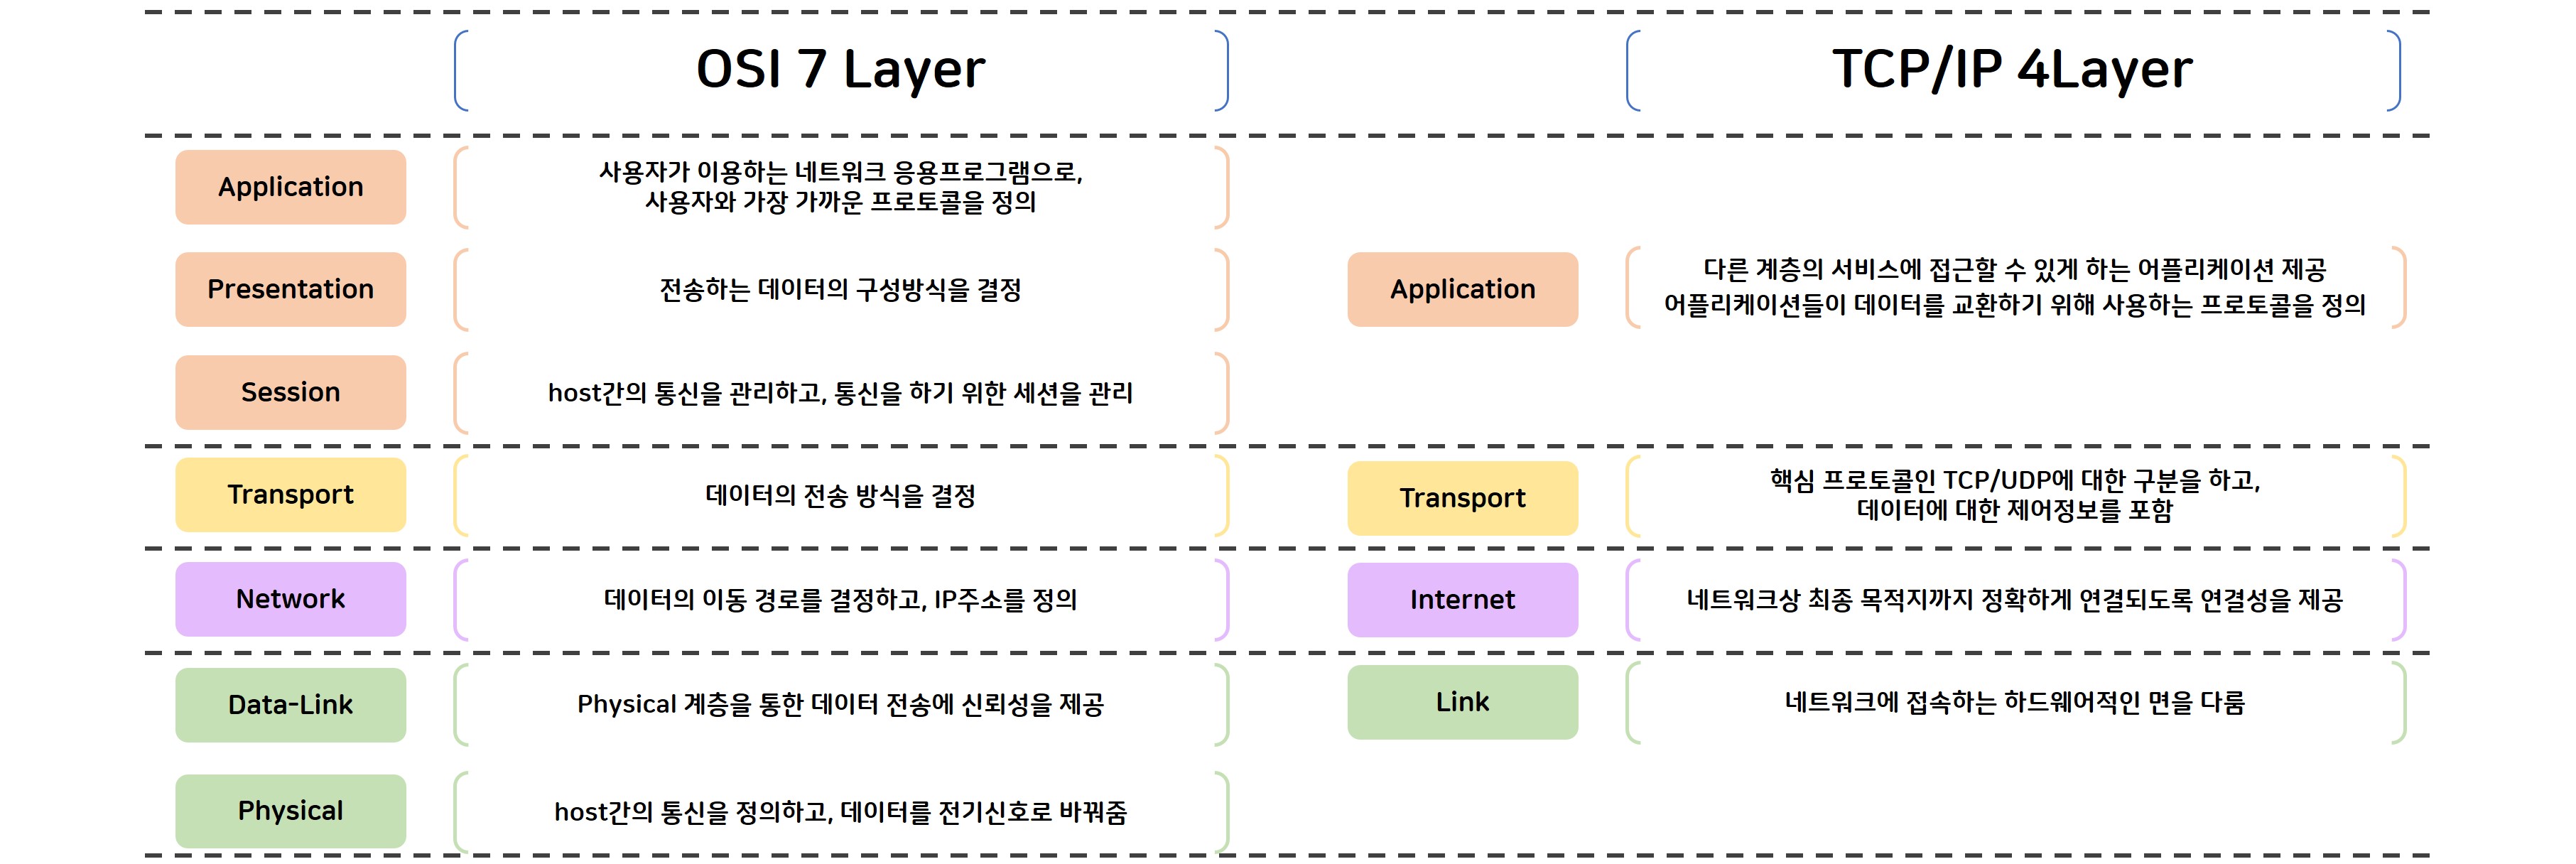 OSI 7 Layer
TCP/IP 4Layer
Application
사용자가 이용하는 네트워크 응용프로그램으로,
사용자와 가장 가까운 프로토콜을 정의
Presentation
전송하는 데이터의 구성방식을 결정
Application
다른 계층의 서비스에 접근할 수 있게 하는 어플리케이션 제공
어플리케이션들이 데이터를 교환하기 위해 사용하는 프로토콜을 정의
Session
host간의 통신을 관리하고, 통신을 하기 위한 세션을 관리
Transport
데이터의 전송 방식을 결정
Transport
핵심 프로토콜인 TCP/UDP에 대한 구분을 하고,
데이터에 대한 제어정보를 포함
Network
데이터의 이동 경로를 결정하고, IP주소를 정의
Internet
네트워크상 최종 목적지까지 정확하게 연결되도록 연결성을 제공
Data-Link
Physical 계층을 통한 데이터 전송에 신뢰성을 제공
Link
네트워크에 접속하는 하드웨어적인 면을 다룸
Physical
host간의 통신을 정의하고, 데이터를 전기신호로 바꿔줌